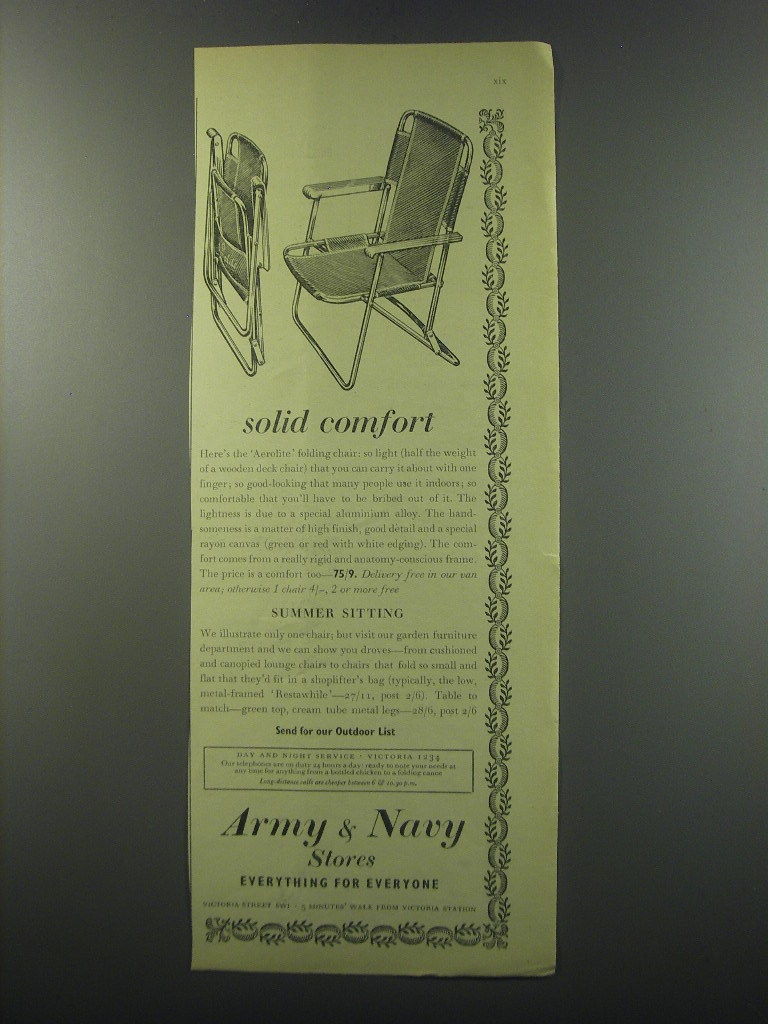 xix
solid comfort
Here's the 'Aerolite' folding chair: so light (half the weight
of a wooden deck chair) that you can carry it about with one
finger; so good-looking that many people use it indoors; so
comfortable that you'll have to be bribed out of it. The
lightness is due to a special aluminium alloy. The hand-
someness is a matter of high finish, good detail and a special
rayon canvas (green or red with white edging). The com-
fort comes from a really rigid and anatomy-conscious frame.
The price is a comfort too—75/9. Delivery free in our van
area; otherwise 1 chair 4/-, 2 or more free
SUMMER SITTING
We illustrate only one chair; but visit our garden furniture
department and we can show you droves—from cushioned
and canopied lounge chairs to chairs that fold so small and
flat that they'd fit in a shoplifter's bag (typically, the low,
metal-framed 'Restawhile'—27/11, post 2/6). Table to
match—green top, cream tube metal legs—28/6, post 2/6
Send for our Outdoor List
DAY AND NIGHT SERVICE · VICTORIA 1234
Our telephones are on duty 24 hours a day: ready to note your needs at
any time for anything from a bottled chicken to a folding canoe
Long-distance calls are cheaper between 6 & 10.30 p.m.
Army & Navy
Stores
EVERYTHING FOR EVERYONE
VICTORIA STREET SW1 · 5 MINUTES' WALK FROM VICTORIA STATION